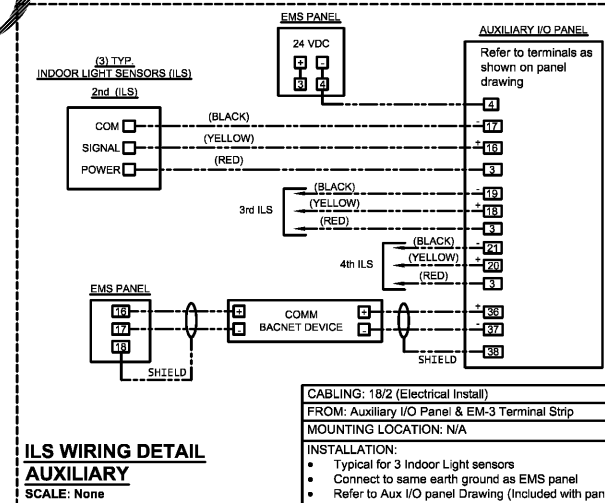 EMS PANEL
24 VDC
+ -
3 4
AUXILIARY I/O PANEL
Refer to terminals as
shown on panel
drawing
4
(3) TYP.
INDOOR LIGHT SENSORS (ILS)
2nd (ILS)
COM (BLACK) - 17
SIGNAL (YELLOW) + 16
POWER (RED) 3
3rd ILS
(BLACK) - 19
(YELLOW) + 18
(RED) 3
4th ILS
(BLACK) - 21
(YELLOW) + 20
(RED) 3
EMS PANEL
16 + COMM + + 36
17 - BACNET DEVICE - - 37
18 SHIELD SHIELD 38
CABLING: 18/2 (Electrical Install)
FROM: Auxiliary I/O Panel & EM-3 Terminal Strip
MOUNTING LOCATION: N/A
INSTALLATION:
• Typical for 3 Indoor Light sensors
• Connect to same earth ground as EMS panel
• Refer to Aux I/O panel Drawing (Included with pan
ILS WIRING DETAIL
AUXILIARY
SCALE: None